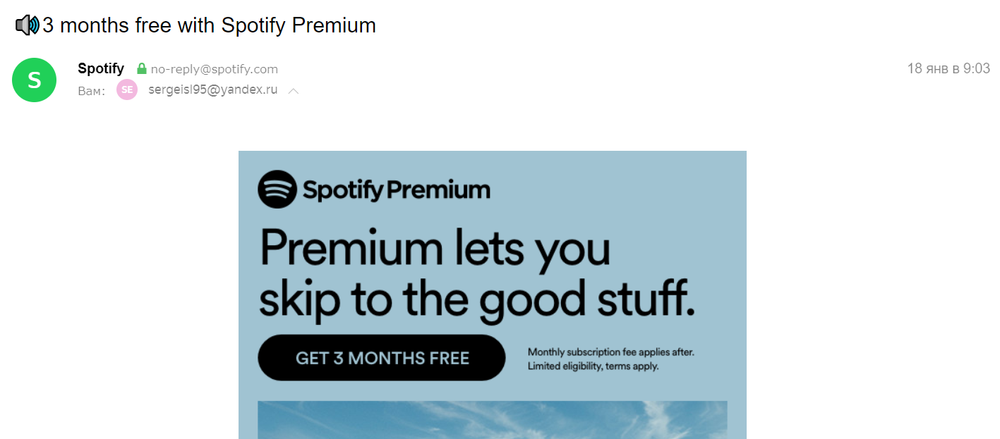 3 months free with Spotify Premium
S
Spotify no-reply@spotify.com
18 янв в 9:03
Вам: SE sergeisl95@yandex.ru
Spotify Premium
Premium lets you
skip to the good stuff.
GET 3 MONTHS FREE
Monthly subscription fee applies after.
Limited eligibility, terms apply.